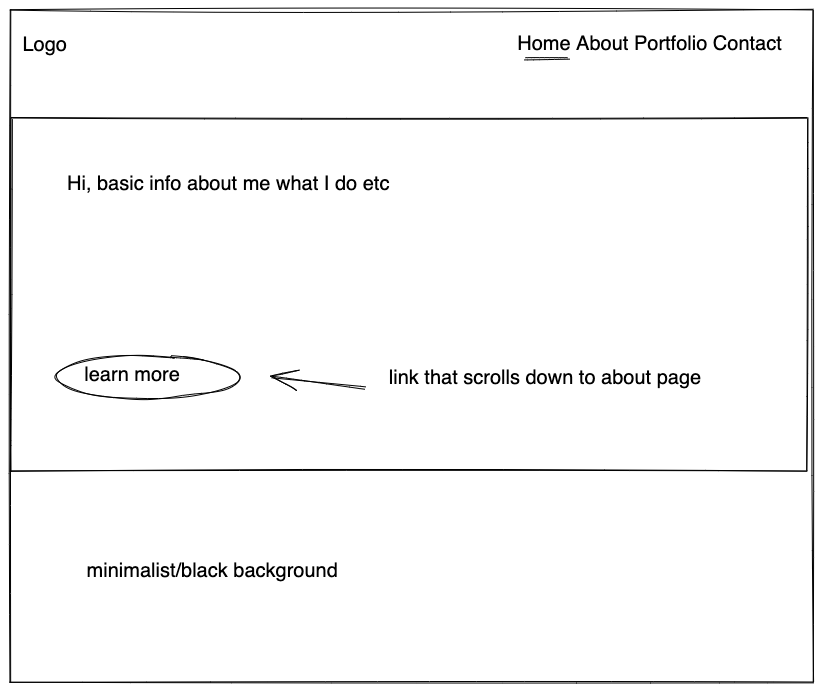 Logo
Home About Portfolio Contact
Hi, basic info about me what I do etc
learn more
link that scrolls down to about page
minimalist/black background